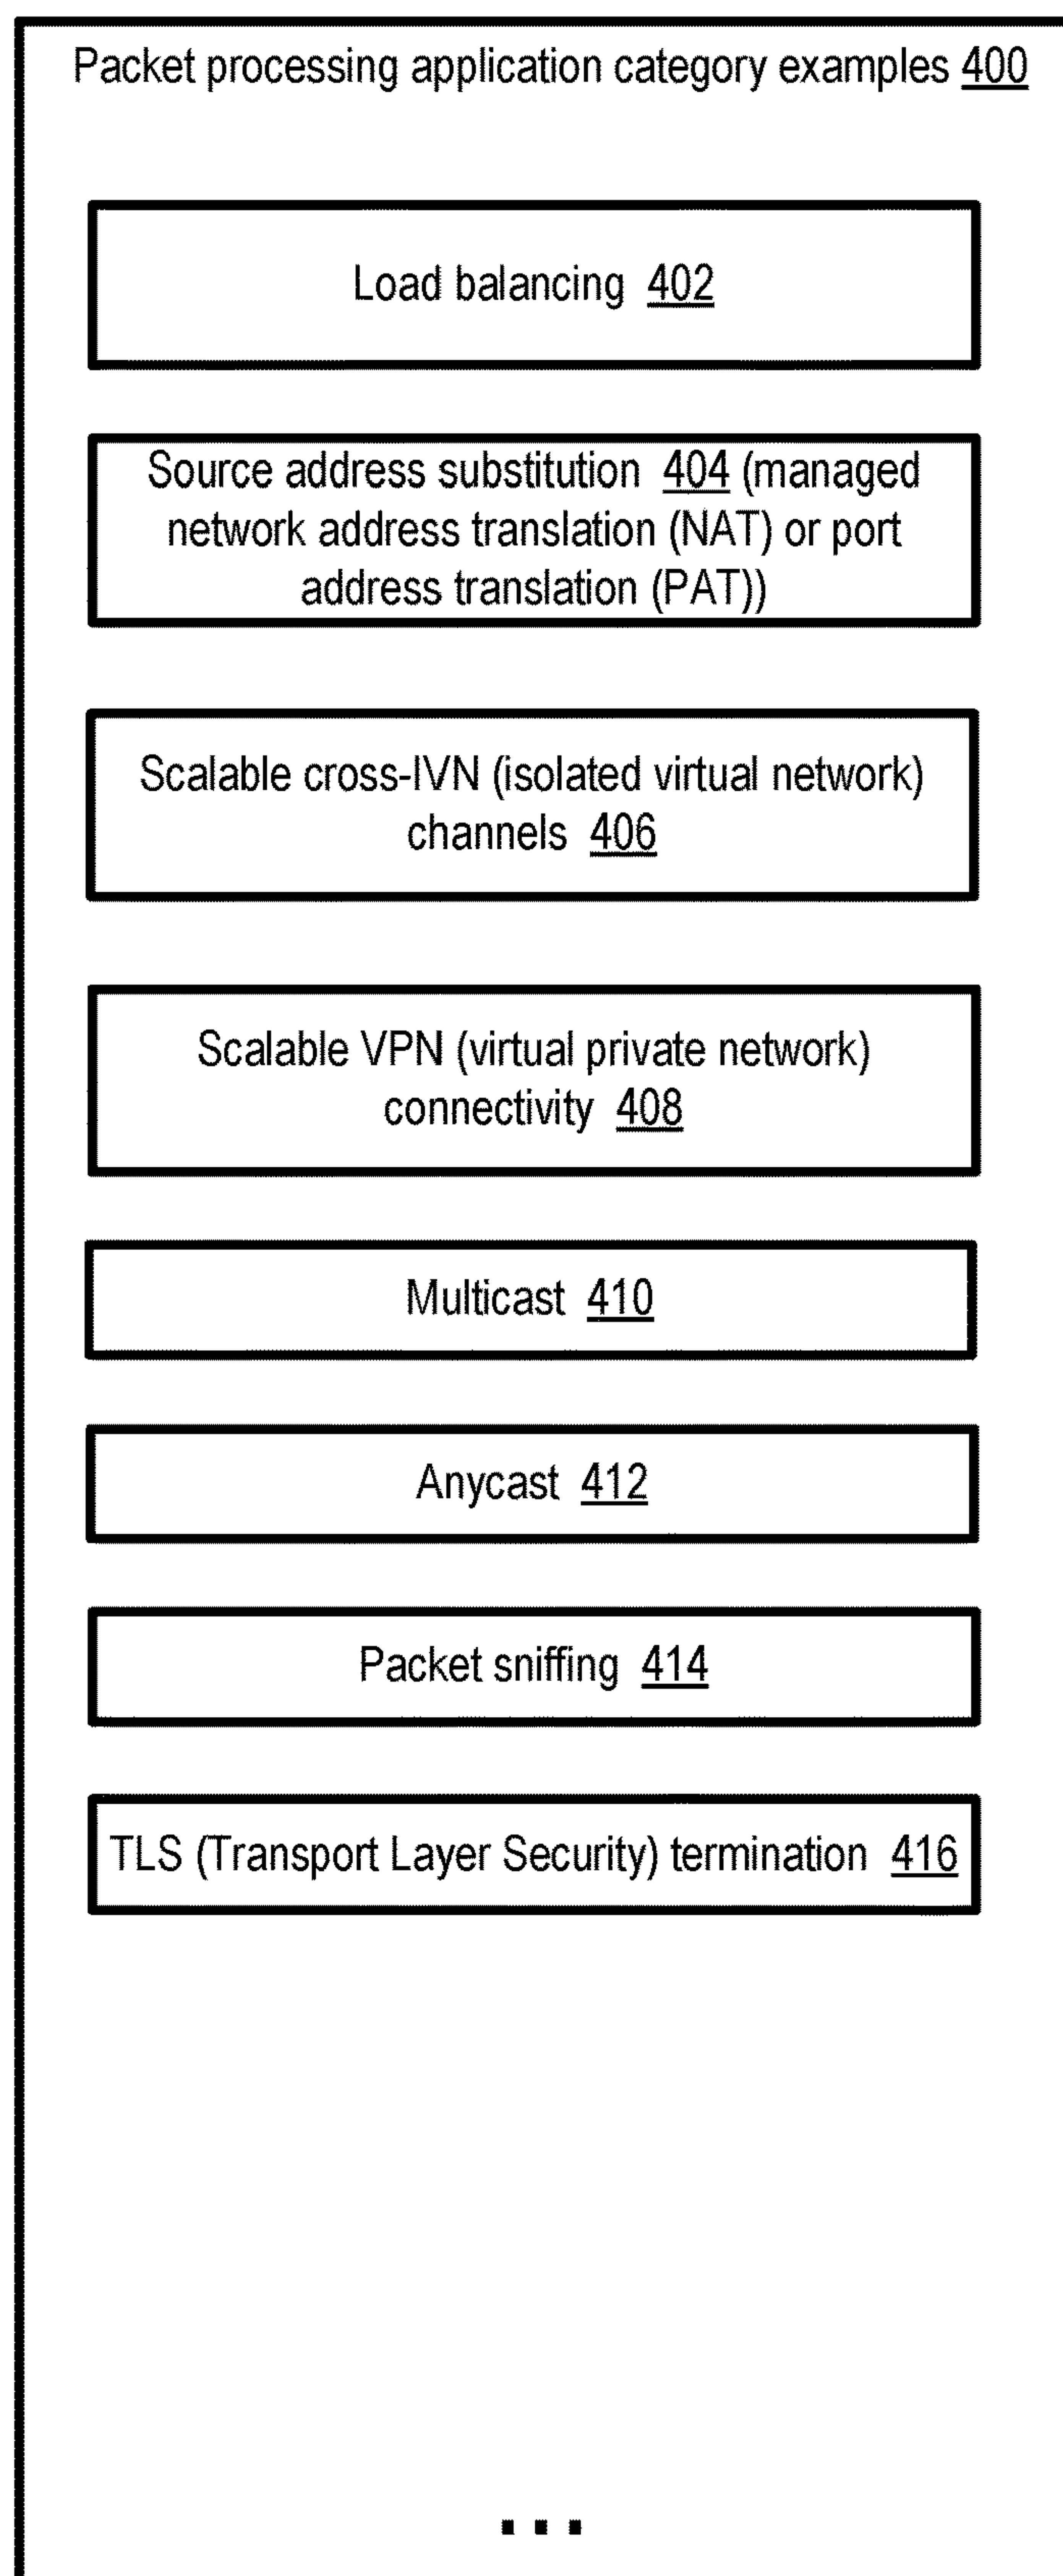 Packet processing application category examples 400
Load balancing 402
Source address substitution 404 (managed
network address translation (NAT) or port
address translation (PAT))
Scalable cross-IVN (isolated virtual network)
channels 406
Scalable VPN (virtual private network)
connectivity 408
Multicast 410
Anycast 412
Packet sniffing 414
TLS (Transport Layer Security) termination 416
...